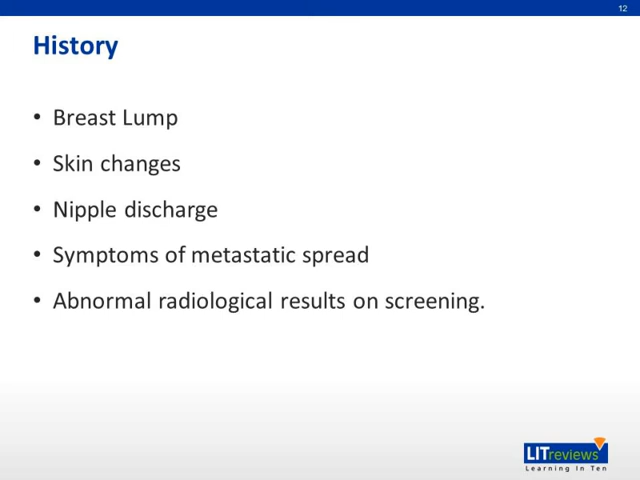 12
History
• Breast Lump
• Skin changes
• Nipple discharge
• Symptoms of metastatic spread
• Abnormal radiological results on screening.
LITreviews
Learning In Ten